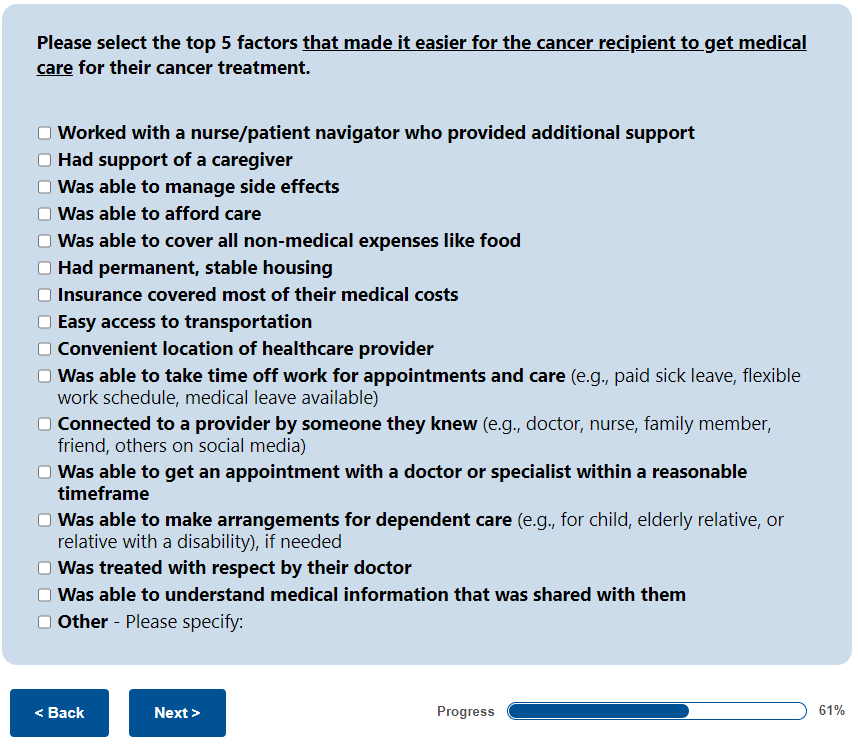 Please select the top 5 factors that made it easier for the cancer recipient to get medical
care for their cancer treatment.
Worked with a nurse/patient navigator who provided additional support
Had support of a caregiver
Was able to manage side effects
Was able to afford care
Was able to cover all non-medical expenses like food
Had permanent, stable housing
Insurance covered most of their medical costs
Easy access to transportation
Convenient location of healthcare provider
Was able to take time off work for appointments and care (e.g., paid sick leave, flexible
work schedule, medical leave available)
Connected to a provider by someone they knew (e.g., doctor, nurse, family member,
friend, others on social media)
Was able to get an appointment with a doctor or specialist within a reasonable
timeframe
Was able to make arrangements for dependent care (e.g., for child, elderly relative, or
relative with a disability), if needed
Was treated with respect by their doctor
Was able to understand medical information that was shared with them
Other - Please specify:
< Back
Next >
Progress
61%